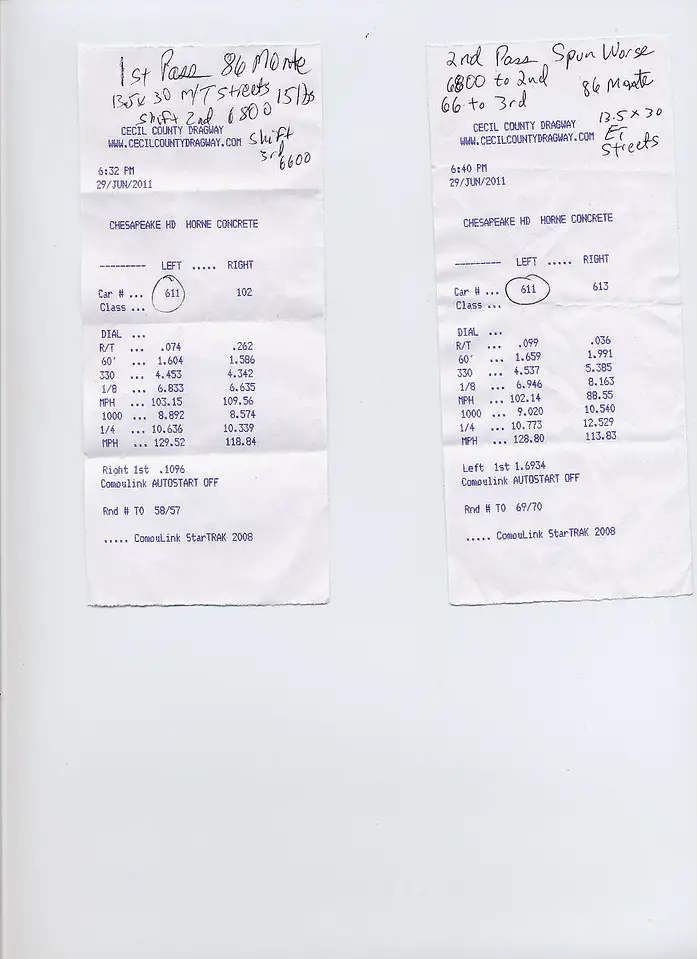 1st Pass 86 Monte
13.5 x 30 M/T Streets 15 lbs
shift 2nd 6800
CECIL COUNTY DRAGWAY
WWW.CECILCOUNTYDRAGWAY.COM
shift
3rd
6600
6:32 PM
29/JUN/2011
CHESAPEAKE HD HORNE CONCRETE
--------- LEFT ..... RIGHT
Car # ... 611 102
Class ...
DIAL ...
R/T ... .074 .262
60' ... 1.604 1.586
330 ... 4.453 4.342
1/8 ... 6.833 6.635
MPH ... 103.15 109.56
1000 ... 8.892 8.574
1/4 ... 10.636 10.339
MPH ... 129.52 118.84
Right 1st .1096
Compulink AUTOSTART OFF
Rnd # TO 58/57
..... CompuLink StarTRAK 2008
2nd Pass Spun Worse
6800 to 2nd 86 Monte
66 to 3rd
13.5 x 30
ET
Streets
CECIL COUNTY DRAGWAY
WWW.CECILCOUNTYDRAGWAY.COM
6:40 PM
29/JUN/2011
CHESAPEAKE HD HORNE CONCRETE
--------- LEFT ..... RIGHT
Car # ... 611 613
Class ...
DIAL ...
R/T ... .099 .036
60' ... 1.659 1.991
330 ... 4.537 5.385
1/8 ... 6.946 8.163
MPH ... 102.14 88.55
1000 ... 9.020 10.540
1/4 ... 10.773 12.529
MPH ... 128.80 113.83
Left 1st 1.6934
Compulink AUTOSTART OFF
Rnd # TO 69/70
..... CompuLink StarTRAK 2008